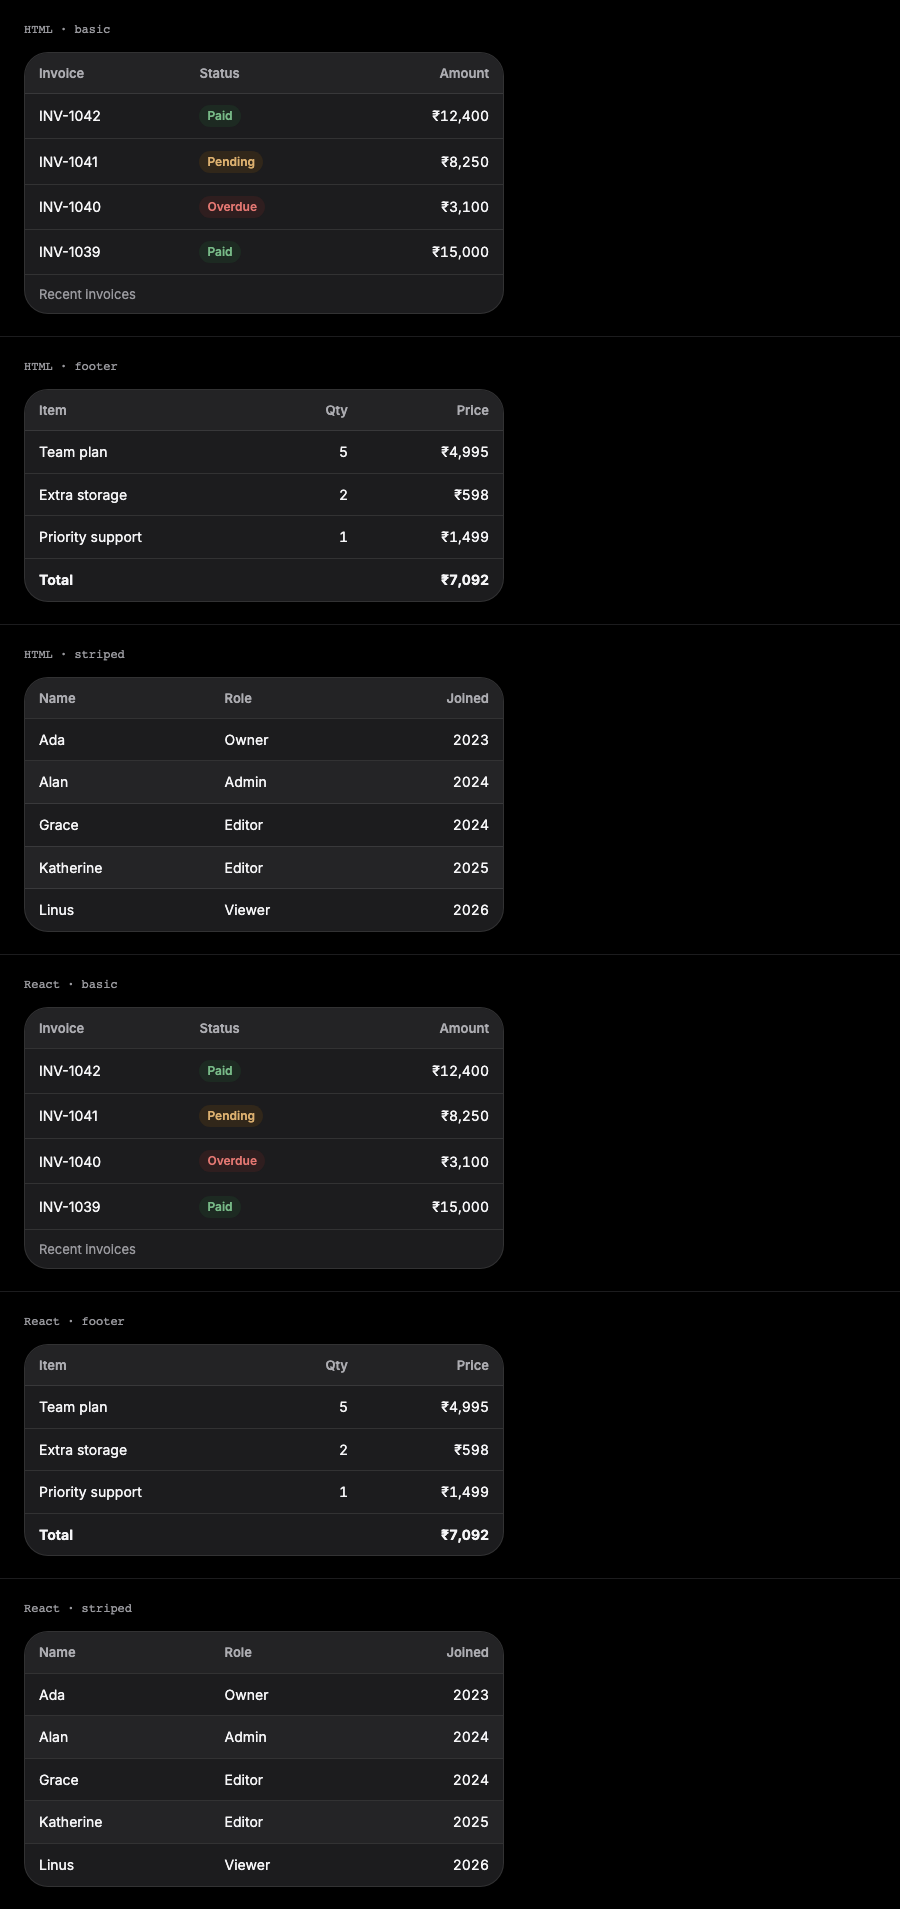 HTML · basic
Invoice Status Amount
INV-1042 Paid ₹12,400
INV-1041 Pending ₹8,250
INV-1040 Overdue ₹3,100
INV-1039 Paid ₹15,000
Recent invoices
HTML · footer
Item Qty Price
Team plan 5 ₹4,995
Extra storage 2 ₹598
Priority support 1 ₹1,499
Total ₹7,092
HTML · striped
Name Role Joined
Ada Owner 2023
Alan Admin 2024
Grace Editor 2024
Katherine Editor 2025
Linus Viewer 2026
React · basic
Invoice Status Amount
INV-1042 Paid ₹12,400
INV-1041 Pending ₹8,250
INV-1040 Overdue ₹3,100
INV-1039 Paid ₹15,000
Recent invoices
React · footer
Item Qty Price
Team plan 5 ₹4,995
Extra storage 2 ₹598
Priority support 1 ₹1,499
Total ₹7,092
React · striped
Name Role Joined
Ada Owner 2023
Alan Admin 2024
Grace Editor 2024
Katherine Editor 2025
Linus Viewer 2026